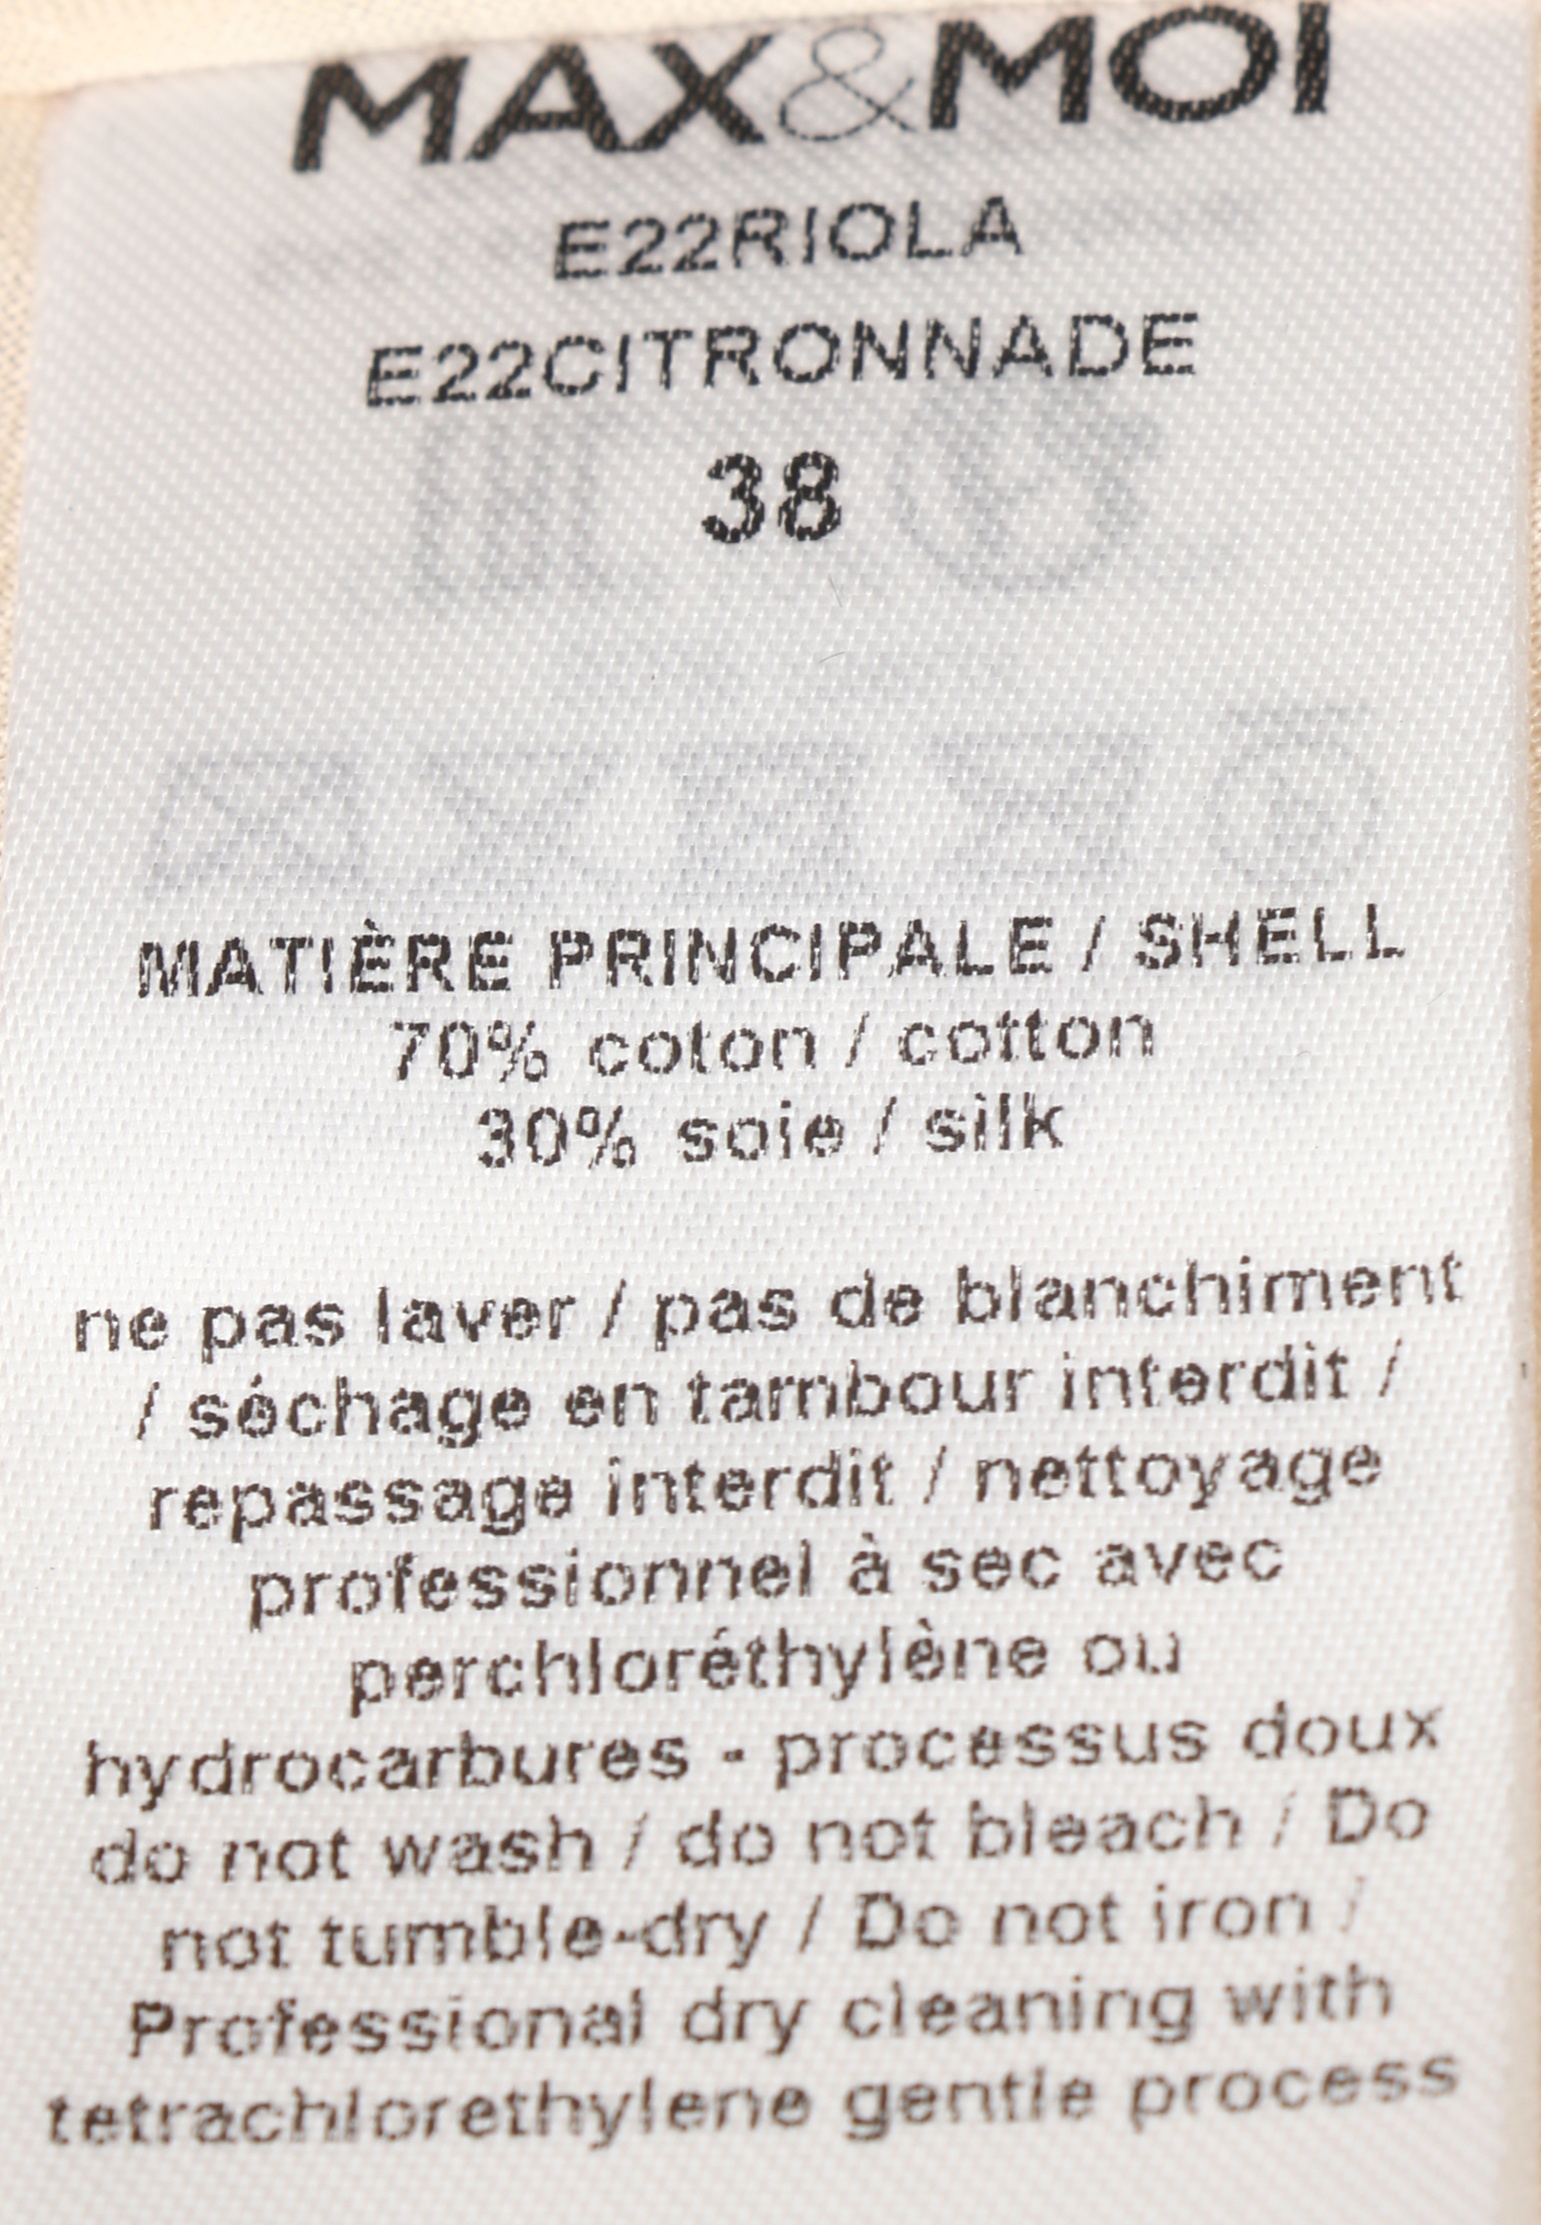 MAX&MOI
E22RIOLA
E22CITRONNADE
38
MATIÈRE PRINCIPALE / SHELL
70% coton / cotton
30% soie / silk
ne pas laver / pas de blanchiment
/ séchage en tambour interdit /
repassage interdit / nettoyage
professionnel à sec avec
perchloréthylène ou
hydrocarbures - processus doux
do not wash / do not bleach / Do
not tumble-dry / Do not iron /
Professional dry cleaning with
tetrachlorethylene gentle process